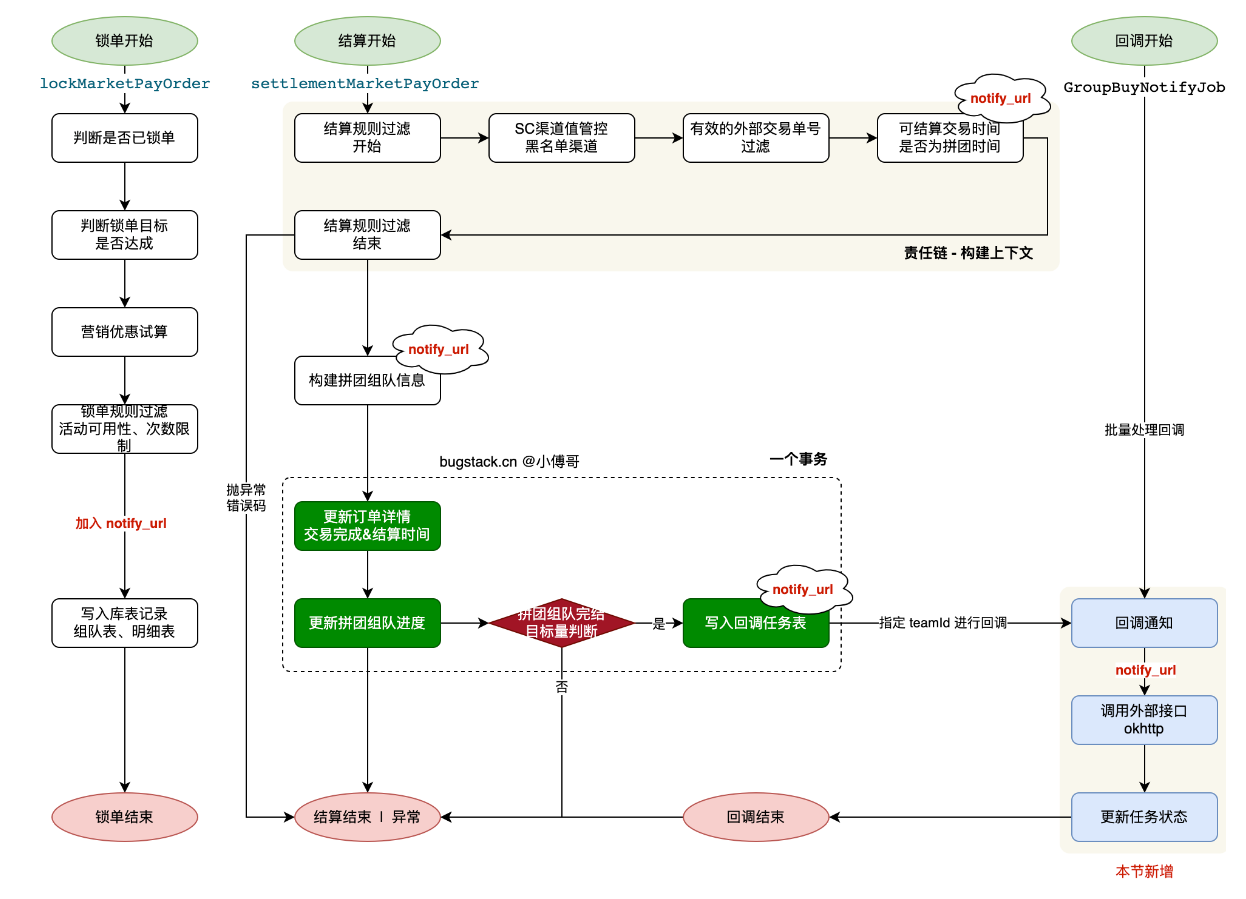 锁单开始
lockMarketPayOrder
判断是否已锁单
判断锁单目标
是否达成
营销优惠试算
锁单规则过滤
活动可用性、次数限
制
加入 notify_url
写入库表记录
组队表、明细表
锁单结束
结算开始
settlementMarketPayOrder
结算规则过滤
开始
SC渠道值管控
黑名单渠道
有效的外部交易单号
过滤
notify_url
可结算交易时间
是否为拼团时间
结算规则过滤
结束
责任链 - 构建上下文
notify_url
构建拼团组队信息
抛异常
错误码
bugstack.cn @小傅哥
一个事务
更新订单详情
交易完成&结算时间
更新拼团组队进度
拼团组队完结
目标量判断
是
否
notify_url
写入回调任务表
指定 teamId 进行回调
结算结束 | 异常
回调结束
回调开始
GroupBuyNotifyJob
批量处理回调
回调通知
notify_url
调用外部接口
okhttp
更新任务状态
本节新增